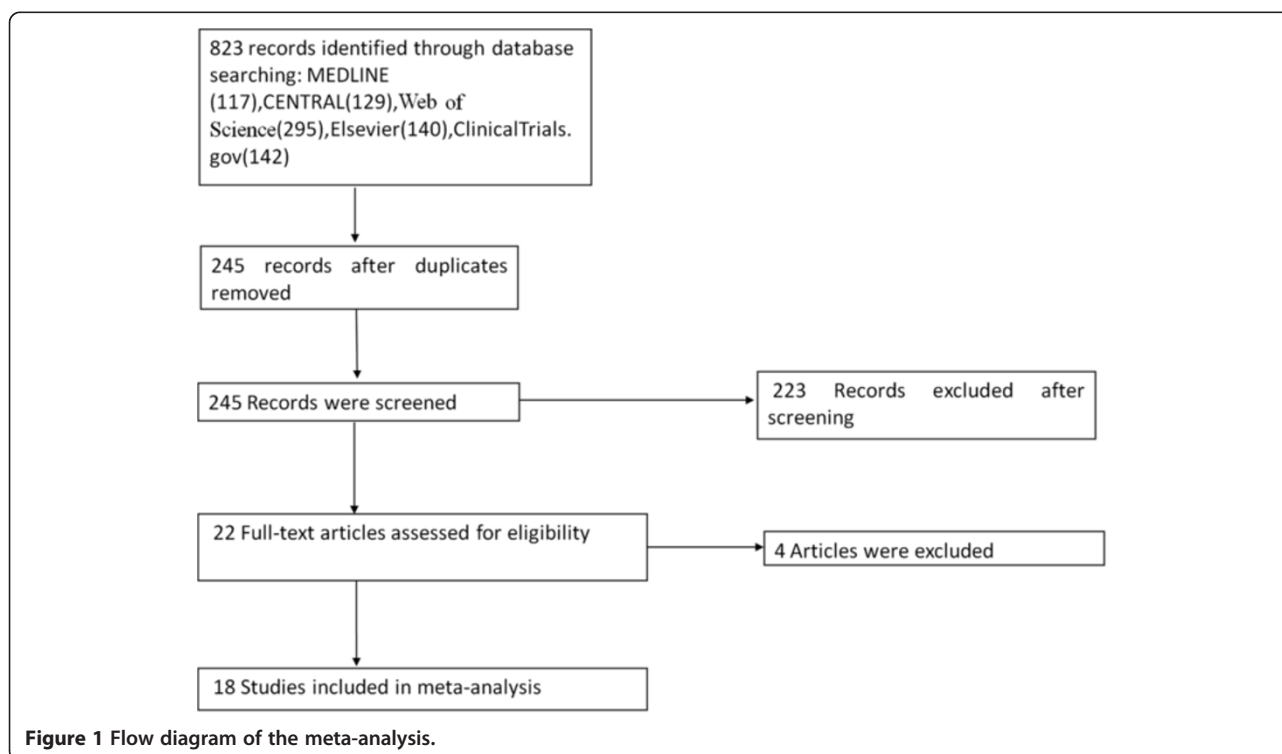 823 records identified through database
searching: MEDLINE
(117),CENTRAL(129),Web of
Science(295),Elsevier(140),ClinicalTrials.
gov(142)
245 records after duplicates
removed
245 Records were screened
223 Records excluded after
screening
22 Full-text articles assessed for eligibility
4 Articles were excluded
18 Studies included in meta-analysis
Figure 1 Flow diagram of the meta-analysis.